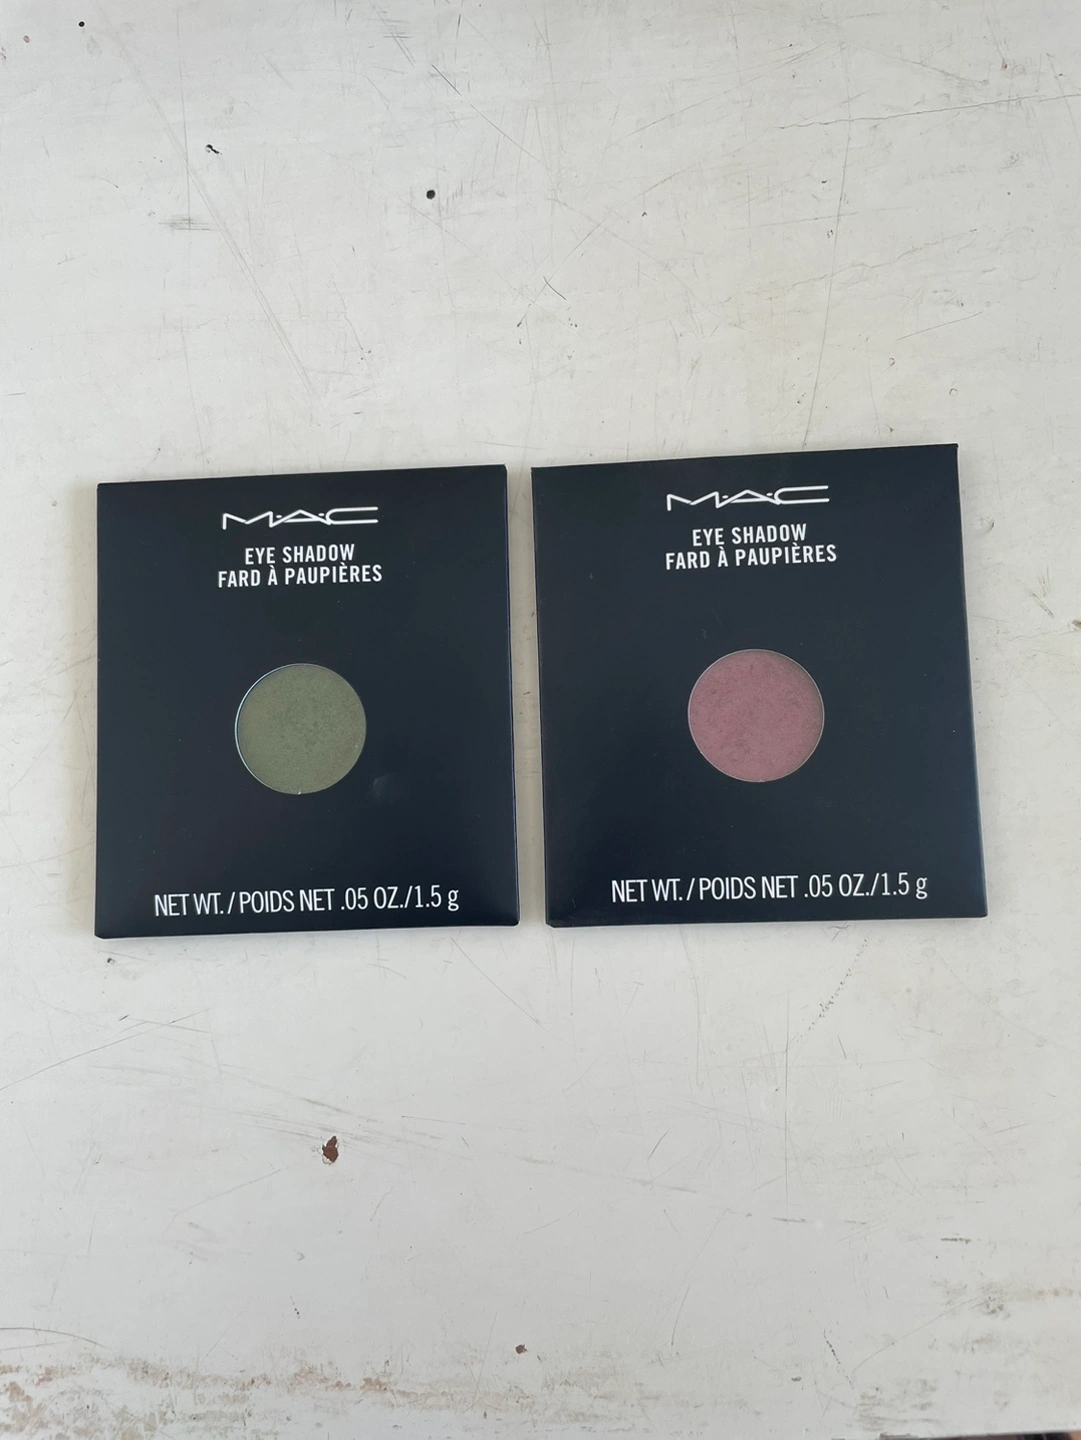 MAC
EYE SHADOW
FARD À PAUPIÈRES
NET WT. / POIDS NET .05 OZ./1.5 g
MAC
EYE SHADOW
FARD À PAUPIÈRES
NET WT. / POIDS NET .05 OZ./1.5 g